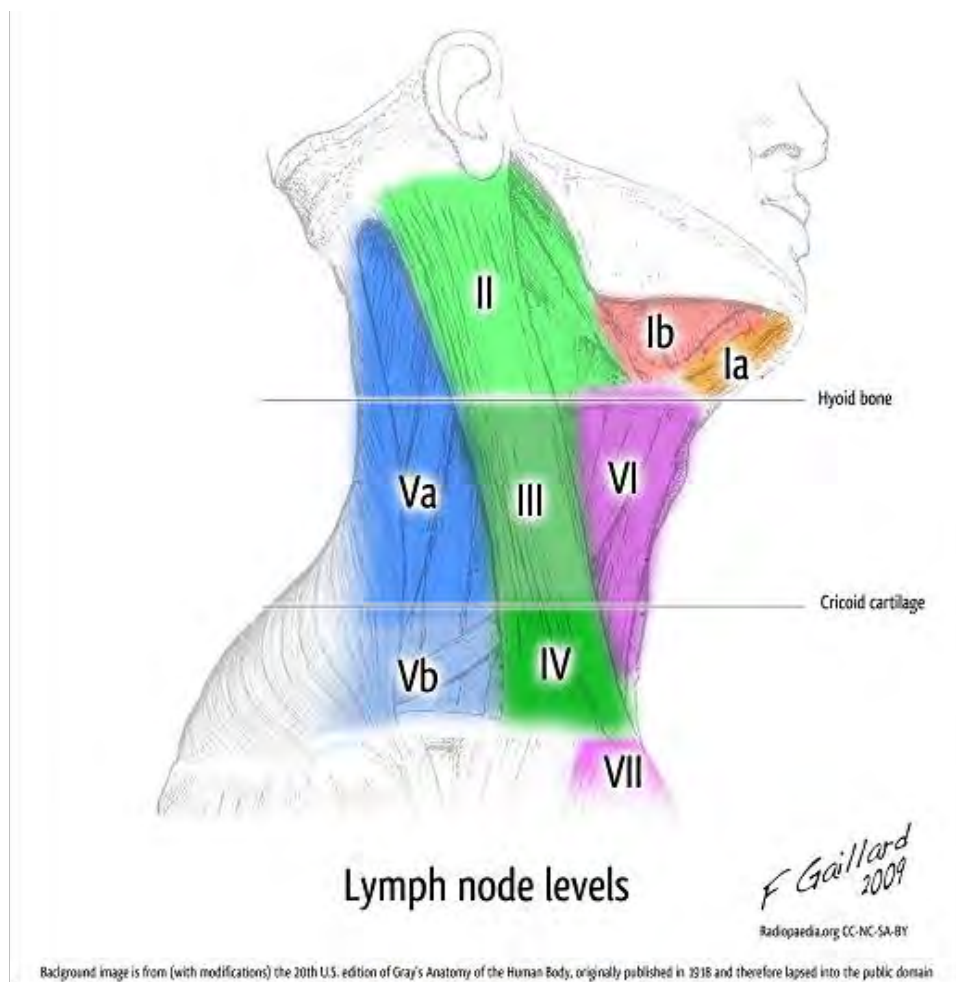 II
Ib
Ia
Hyoid bone
Va
III
VI
Cricoid cartilage
Vb
IV
VII
Lymph node levels
F Gaillard
2009
Radiopaedia.org CC-NC-SA-BY
Background image is from (with modifications) the 20th U.S. edition of Gray's Anatomy of the Human Body, originally published in 1918 and therefore lapsed into the public domain